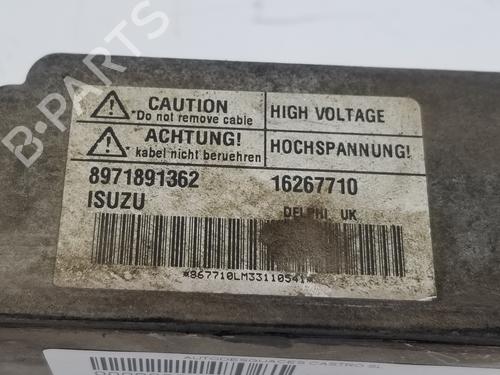 CAUTION
"Do not remove cable
HIGH VOLTAGE
ACHTUNG!
kabel nicht beruehren
HOCHSPANNUNG!
8971891362
16267710
ISUZU
DELPHI UK
*867710LM33110541*
AUTODESGUACES CASTRO SL
B-PARTS